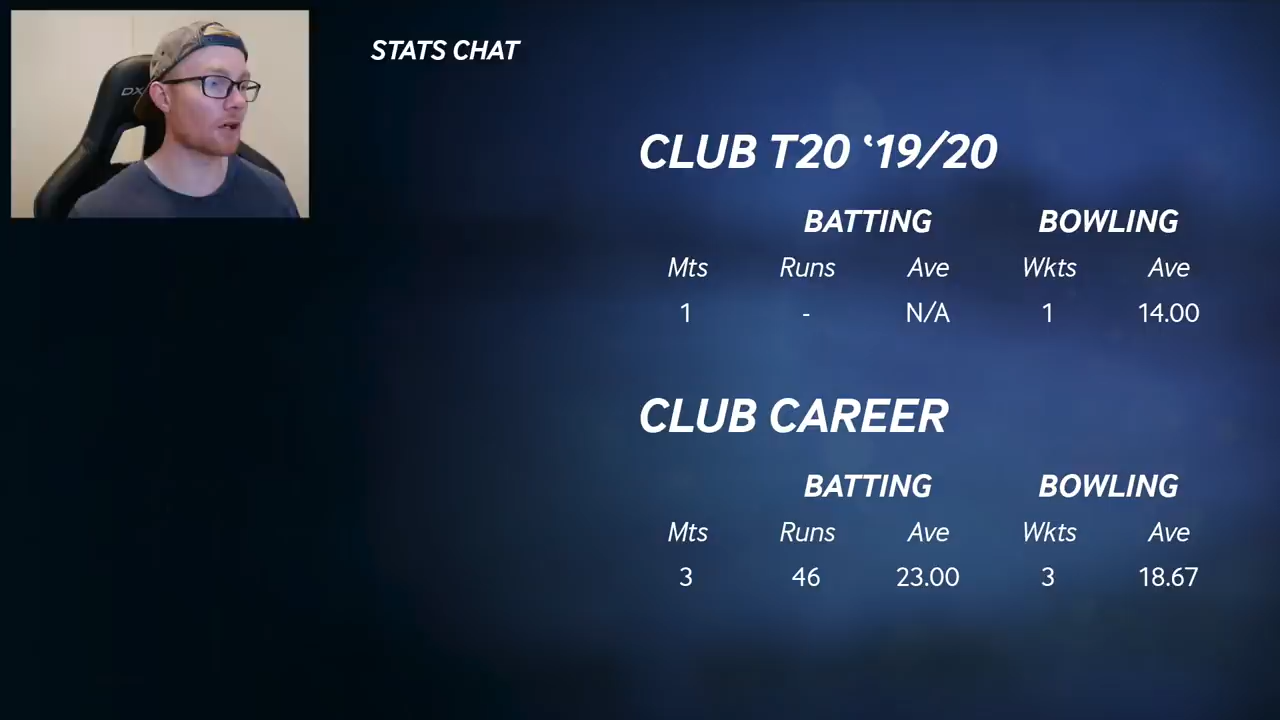 DX
STATS CHAT
CLUB T20 ‘19/20
BATTING BOWLING
Mts Runs Ave Wkts Ave
1 - N/A 1 14.00
CLUB CAREER
BATTING BOWLING
Mts Runs Ave Wkts Ave
3 46 23.00 3 18.67